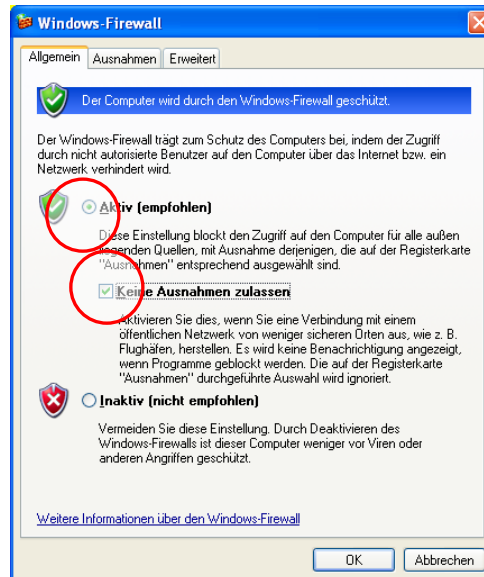 Windows-Firewall
Allgemein Ausnahmen Erweitert
Der Computer wird durch den Windows-Firewall geschützt.
Der Windows-Firewall trägt zum Schutz des Computers bei, indem der Zugriff
durch nicht autorisierte Benutzer auf den Computer über das Internet bzw. ein
Netzwerk verhindert wird.
Aktiv (empfohlen)
Diese Einstellung blockt den Zugriff auf den Computer für alle außen
liegenden Quellen, mit Ausnahme derjenigen, die auf der Registerkarte
"Ausnahmen" entsprechend ausgewählt sind.
Keine Ausnahmen zulassen
Aktivieren Sie dies, wenn Sie eine Verbindung mit einem
öffentlichen Netzwerk von weniger sicheren Orten aus, wie z. B.
Flughäfen, herstellen. Es wird keine Benachrichtigung angezeigt,
wenn Programme geblockt werden. Die auf der Registerkarte
"Ausnahmen" durchgeführte Auswahl wird ignoriert.
Inaktiv (nicht empfohlen)
Vermeiden Sie diese Einstellung. Durch Deaktivieren des
Windows-Firewalls ist dieser Computer weniger vor Viren oder
anderen Angriffen geschützt.
Weitere Informationen über den Windows-Firewall
OK Abbrechen